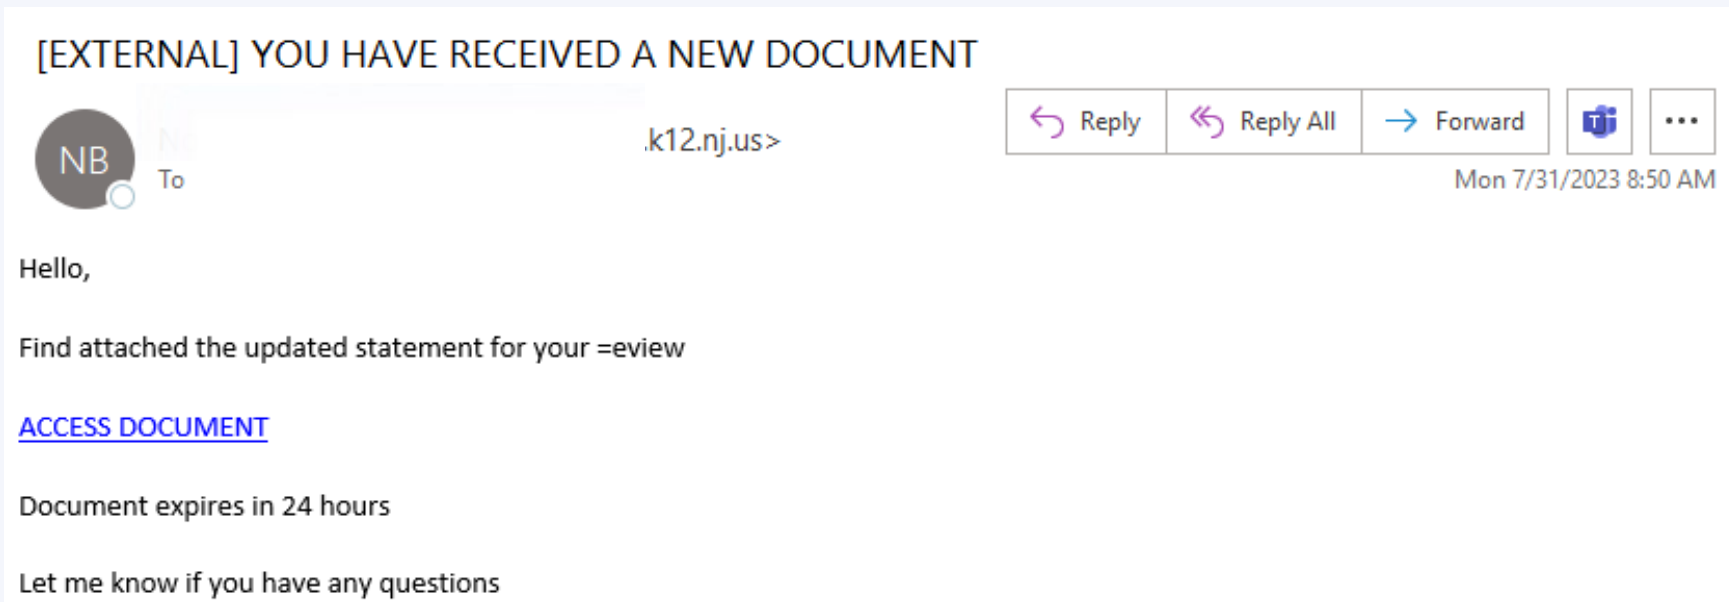 [EXTERNAL] YOU HAVE RECEIVED A NEW DOCUMENT
NB
.k12.nj.us>
To
Reply
Reply All
Forward
Mon 7/31/2023 8:50 AM
Hello,
Find attached the updated statement for your =eview
ACCESS DOCUMENT
Document expires in 24 hours
Let me know if you have any questions